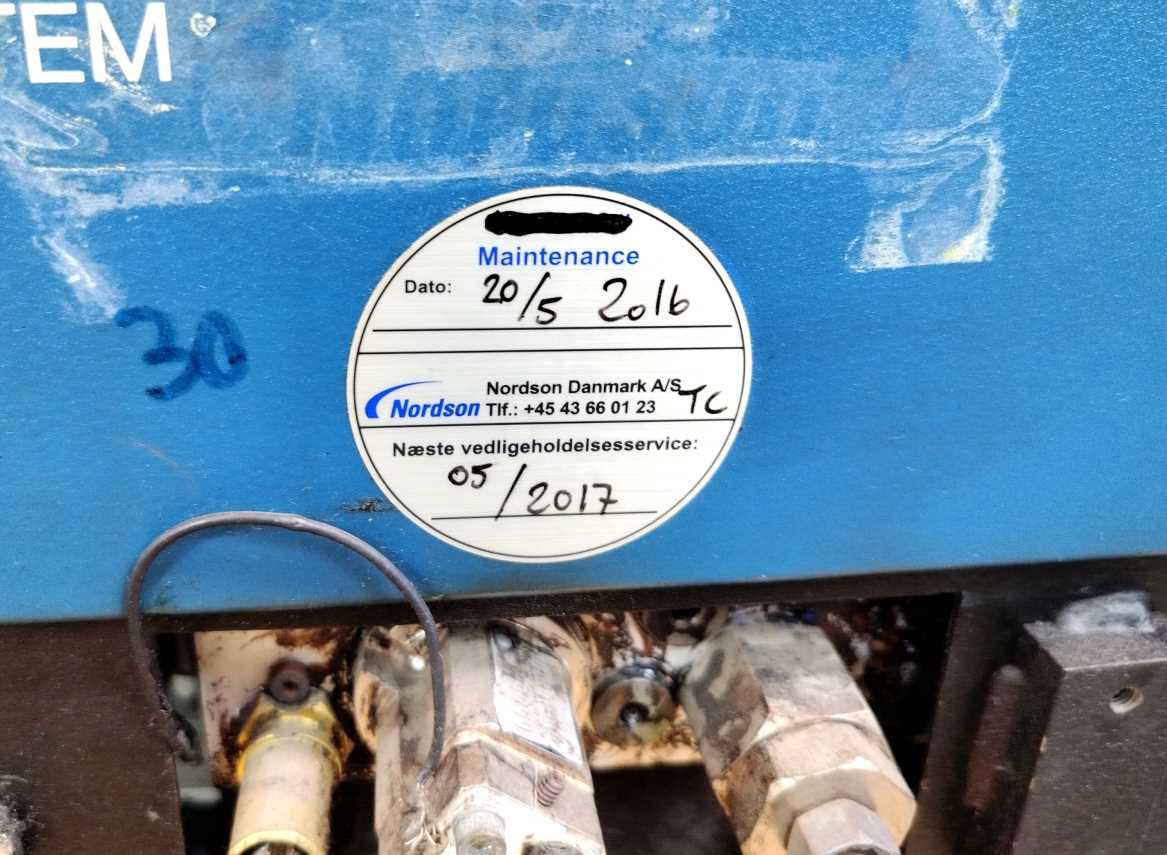 TEM
30
Maintenance
Dato: 20/5 2016
Nordson Danmark A/S
Nordson Tlf.: +45 43 66 01 23 TC
Næste vedligeholdelsesservice:
05/2017